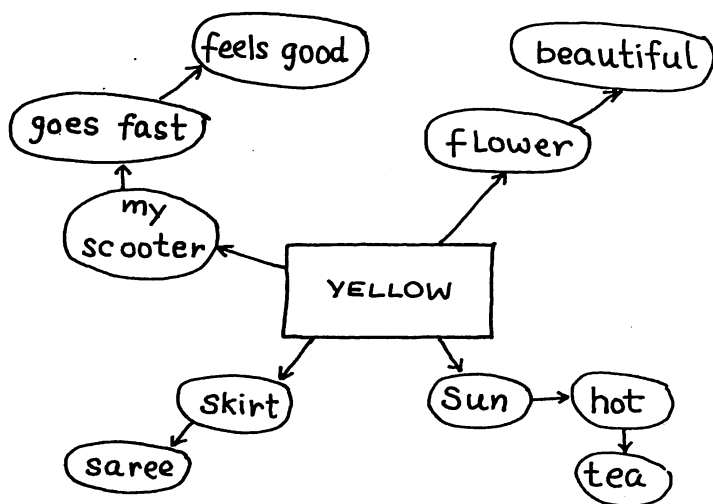 feels good
beautiful
goes fast
flower
my
scooter
YELLOW
skirt
Sun
hot
saree
tea